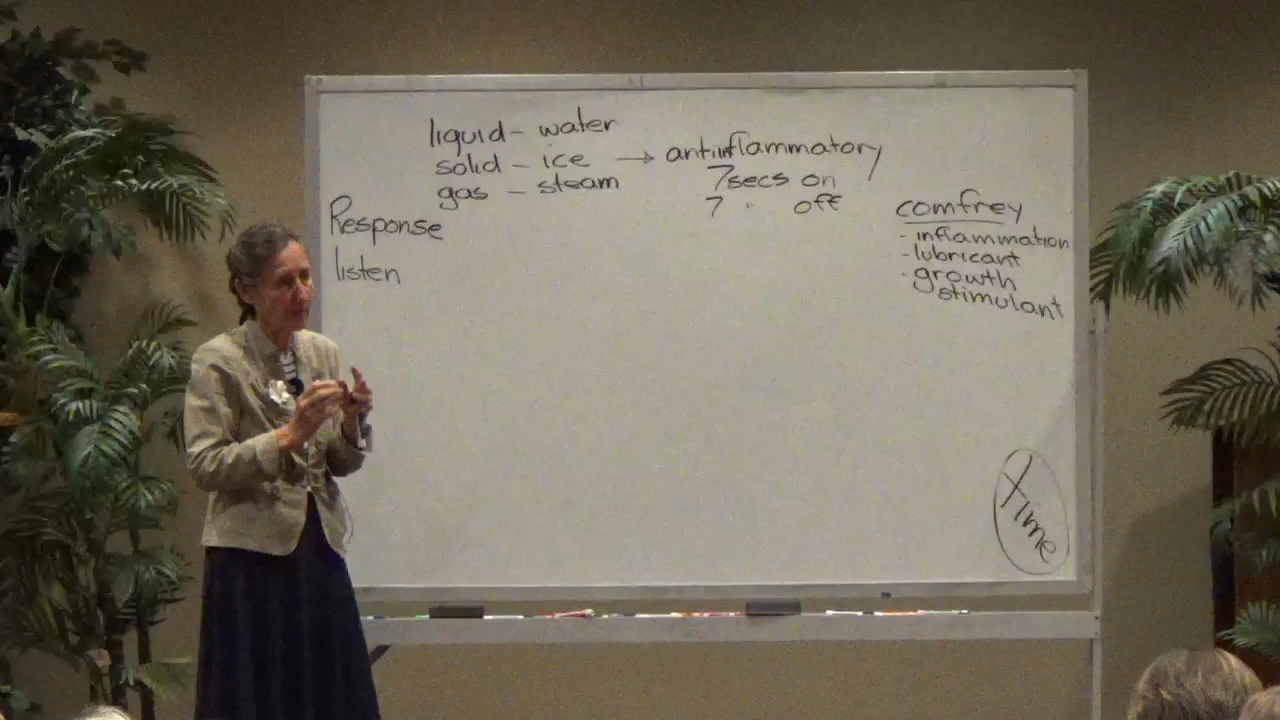 liquid - water
solid - ice → antiinflammatory
gas - steam 7secs on
7 " off
Response
listen
comfrey
- inflammation
- lubricant
- growth
stimulant
Time